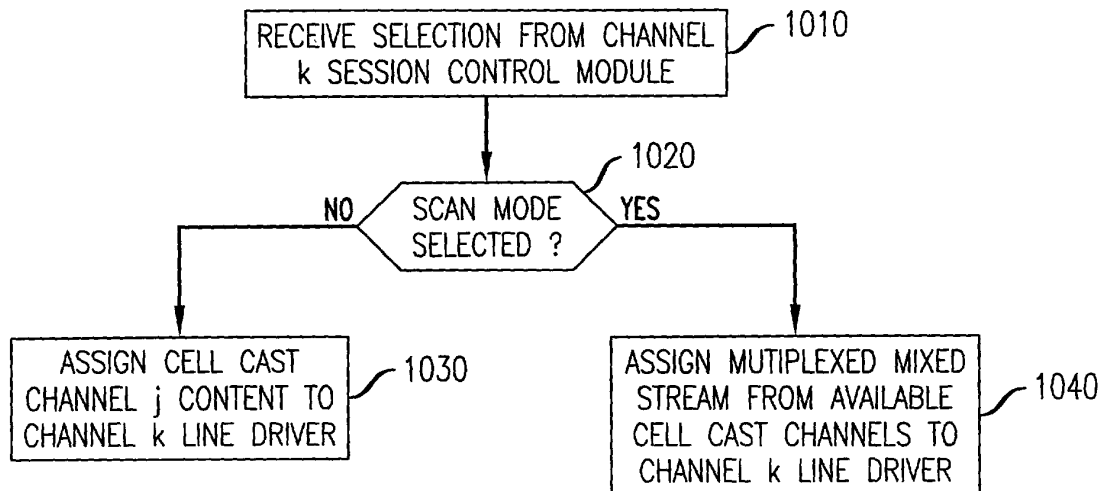 RECEIVE SELECTION FROM CHANNEL
k SESSION CONTROL MODULE
1010
1020
SCAN MODE
SELECTED ?
NO
YES
ASSIGN CELL CAST
CHANNEL j CONTENT TO
CHANNEL k LINE DRIVER
1030
ASSIGN MUTIPLEXED MIXED
STREAM FROM AVAILABLE
CELL CAST CHANNELS TO
CHANNEL k LINE DRIVER
1040